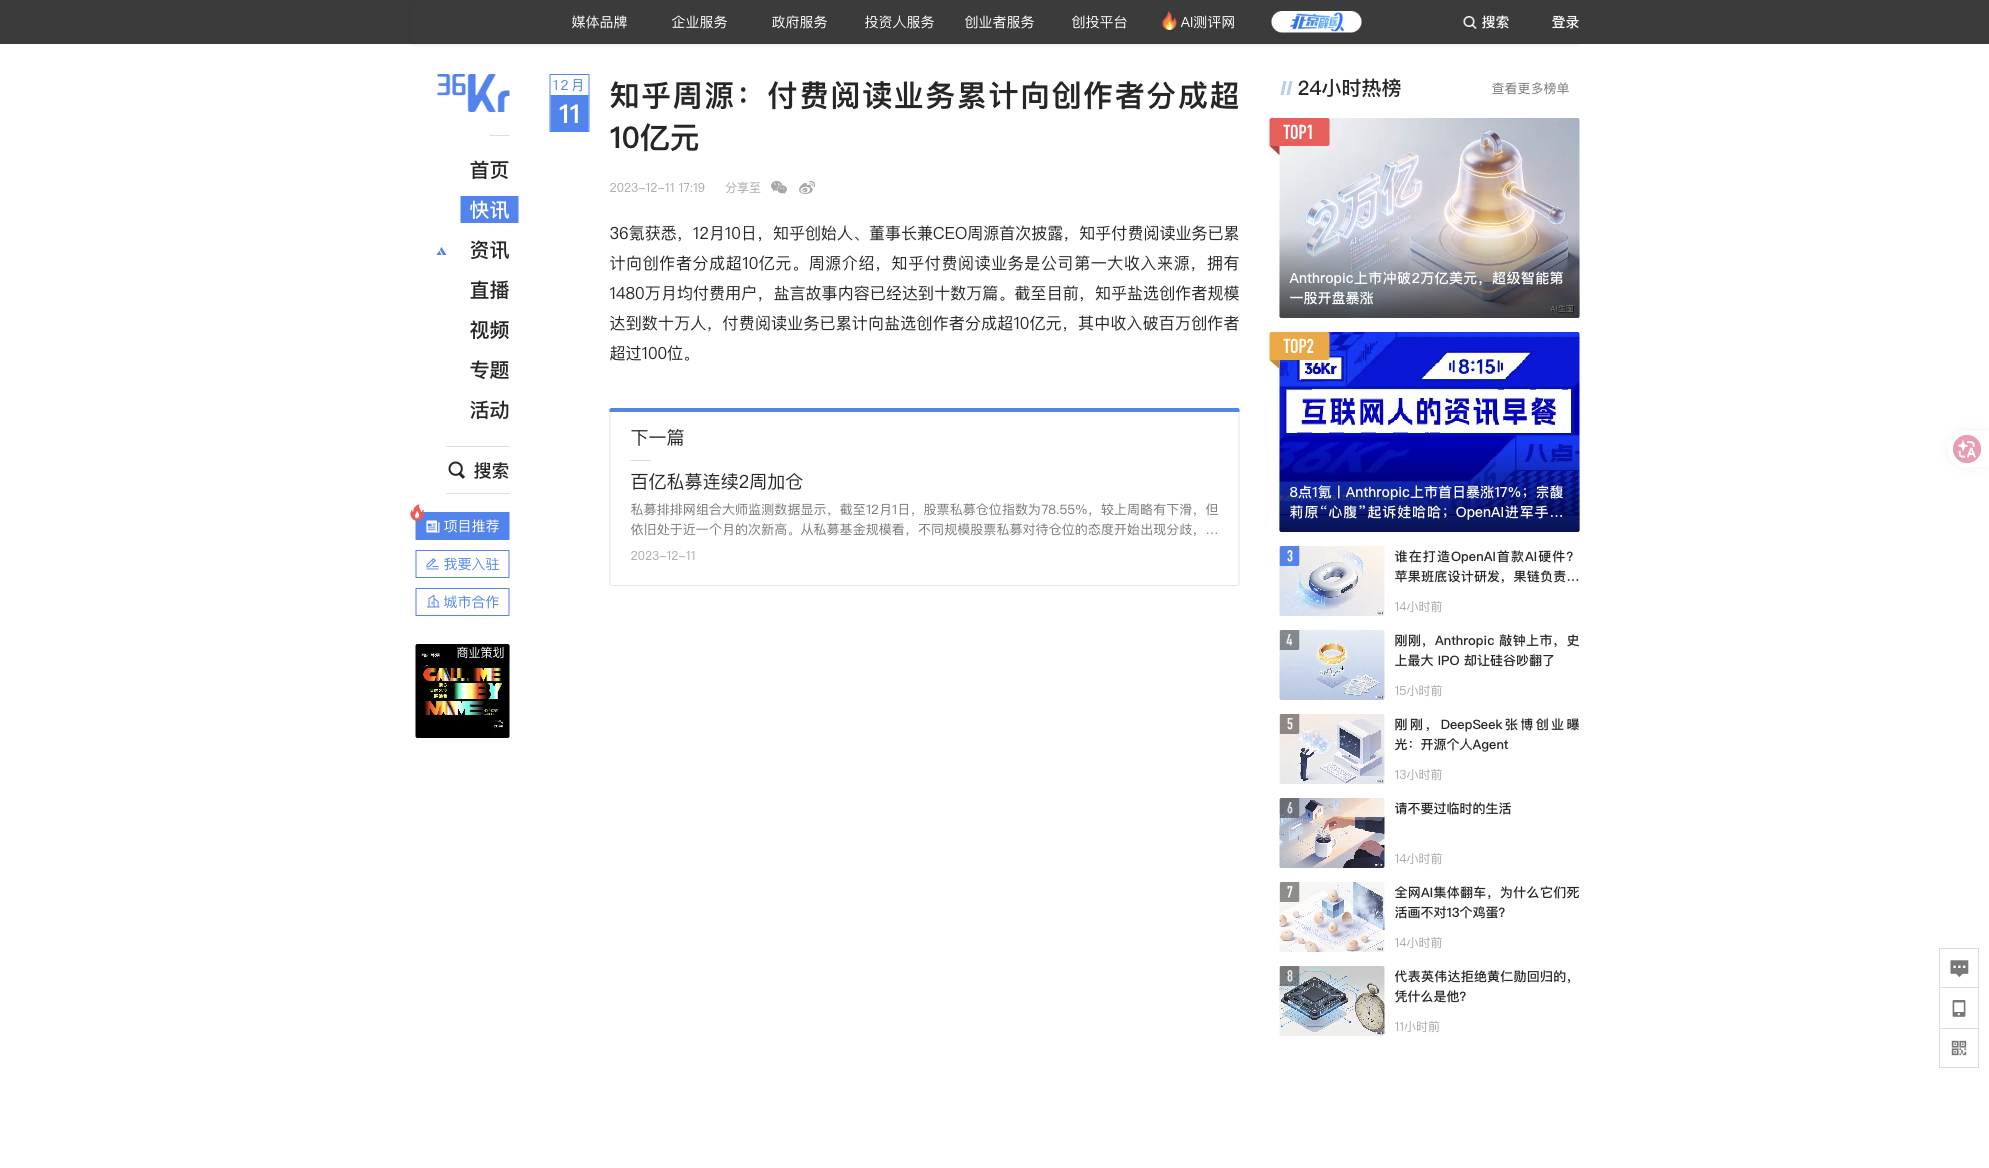 媒体品牌
企业服务
政府服务
投资人服务
创业者服务
创投平台
AI测评网
搜索
登录
36Kr
首页
快讯
资讯
直播
视频
专题
活动
搜索
项目推荐
我要入驻
城市合作
商业策划
CALL ME
BY
NAME
12月
11
知乎周源：付费阅读业务累计向创作者分成超
10亿元
2023-12-11 17:19 分享至
36氪获悉，12月10日，知乎创始人、董事长兼CEO周源首次披露，知乎付费阅读业务已累
计向创作者分成超10亿元。周源介绍，知乎付费阅读业务是公司第一大收入来源，拥有
1480万月均付费用户，盐言故事内容已经达到十数万篇。截至目前，知乎盐选创作者规模
达到数十万人，付费阅读业务已累计向盐选创作者分成超10亿元，其中收入破百万创作者
超过100位。
下一篇
百亿私募连续2周加仓
私募排排网组合大师监测数据显示，截至12月1日，股票私募仓位指数为78.55%，较上周略有下滑，但
依旧处于近一个月的次新高。从私募基金规模看，不同规模股票私募对待仓位的态度开始出现分歧，...
2023-12-11
24小时热榜
查看更多榜单
TOP1
2万亿
Anthropic上市冲破2万亿美元，超级智能第
一股开盘暴涨
TOP2
36Kr
8:15
互联网人的资讯早餐
八点
8点1氪丨Anthropic上市首日暴涨17%；宗馥
莉原“心腹”起诉娃哈哈；OpenAI进军手...
3
谁在打造OpenAI首款AI硬件？
苹果班底设计研发，果链负责...
14小时前
4
刚刚，Anthropic 敲钟上市，史
上最大 IPO 却让硅谷吵翻了
15小时前
5
刚刚，DeepSeek张博创业曝
光：开源个人Agent
13小时前
6
请不要过临时的生活
14小时前
7
全网AI集体翻车，为什么它们死
活画不对13个鸡蛋？
14小时前
8
代表英伟达拒绝黄仁勋回归的，
凭什么是他？
11小时前